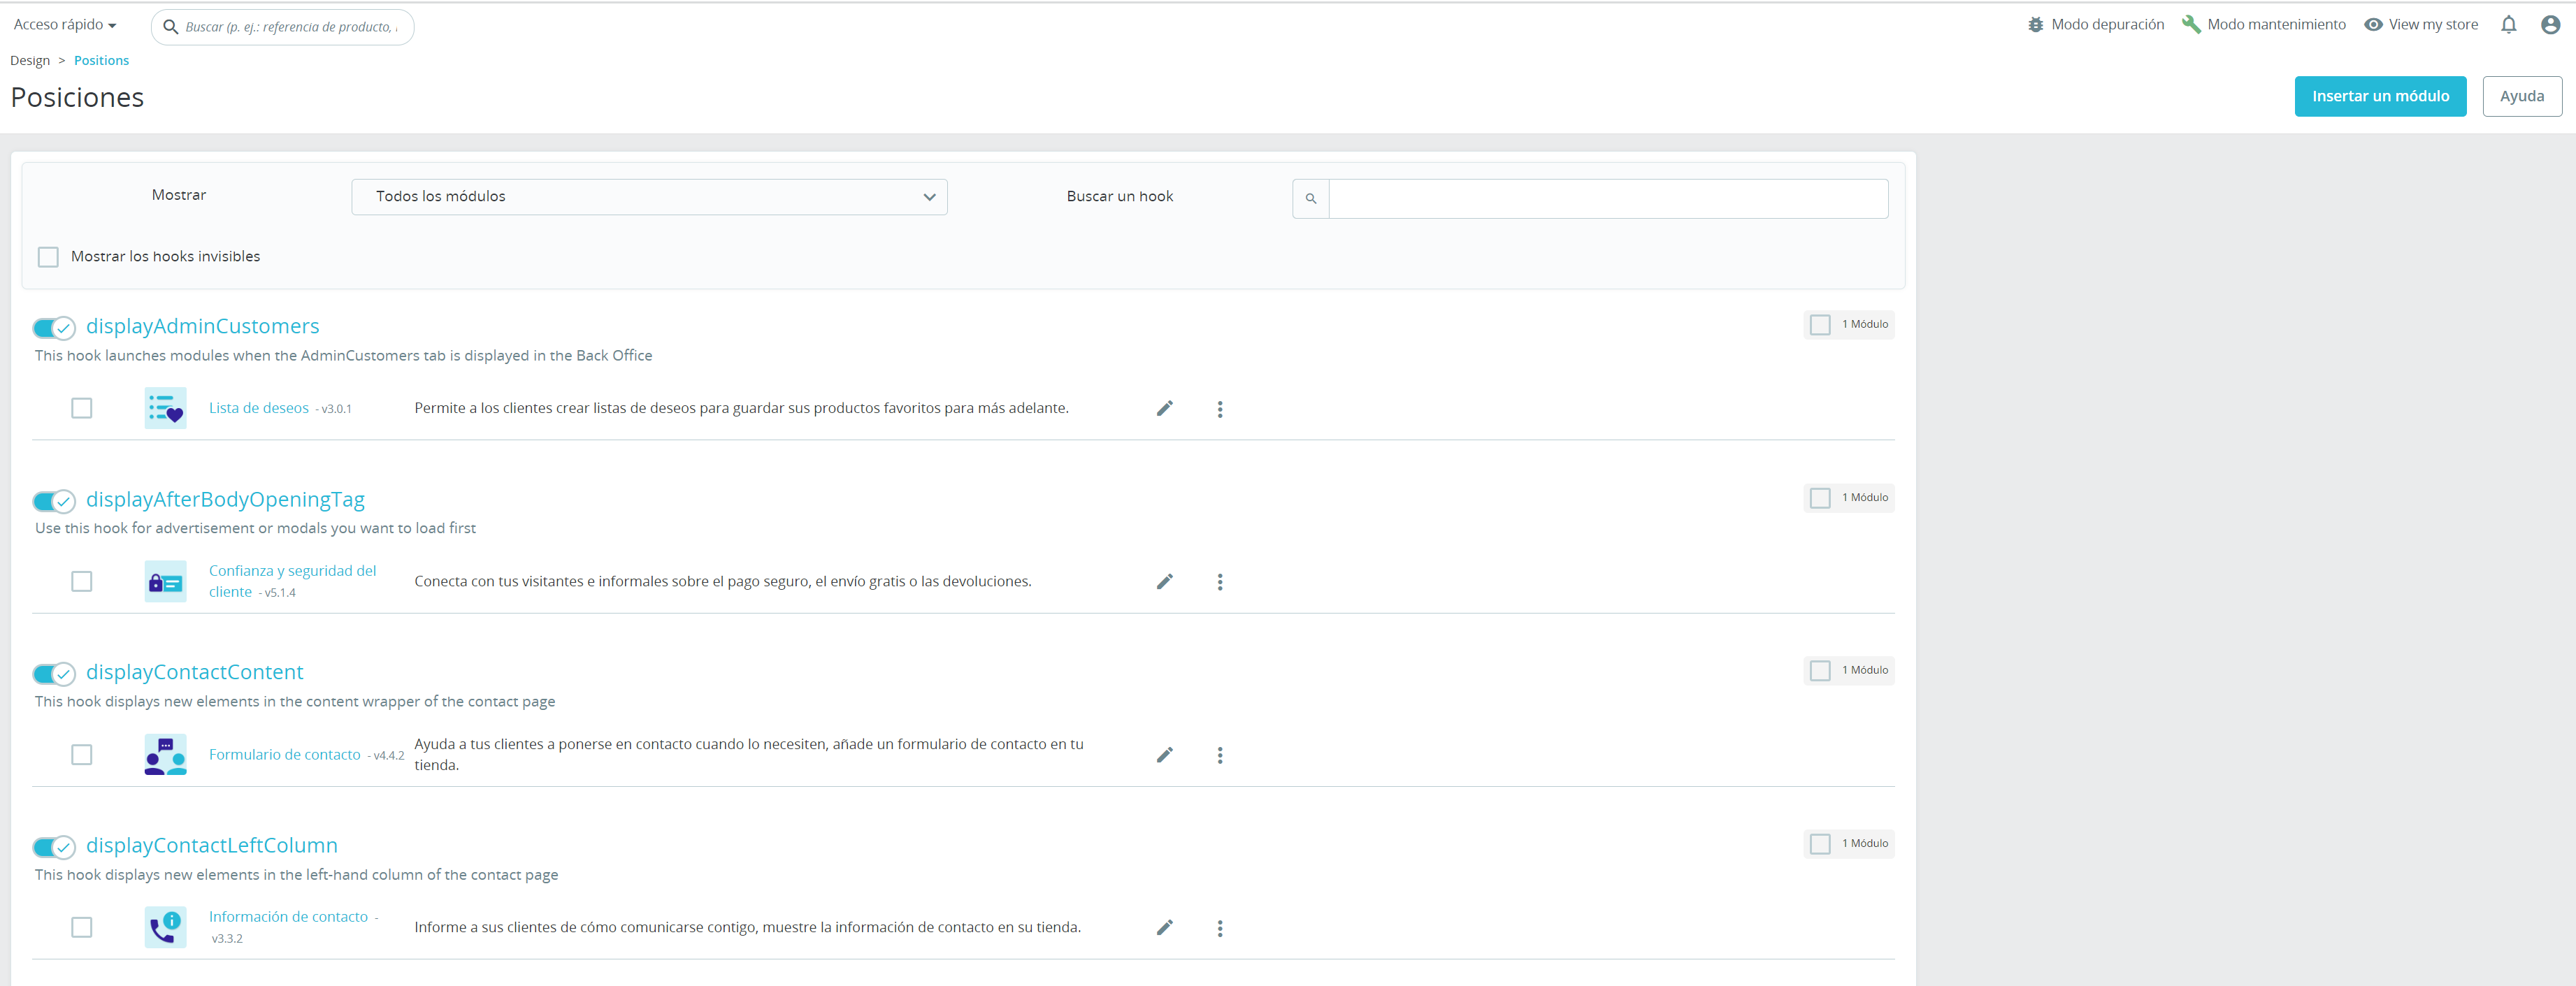 Acceso rápido
Buscar (p. ej.: referencia de producto,
Modo depuración
Modo mantenimiento
View my store
Design > Positions
Posiciones
Insertar un módulo
Ayuda
Mostrar
Todos los módulos
Buscar un hook
Mostrar los hooks invisibles
displayAdminCustomers
1 Módulo
This hook launches modules when the AdminCustomers tab is displayed in the Back Office
Lista de deseos - v3.0.1
Permite a los clientes crear listas de deseos para guardar sus productos favoritos para más adelante.
displayAfterBodyOpeningTag
1 Módulo
Use this hook for advertisement or modals you want to load first
Confianza y seguridad del
cliente - v5.1.4
Conecta con tus visitantes e informales sobre el pago seguro, el envío gratis o las devoluciones.
displayContactContent
1 Módulo
This hook displays new elements in the content wrapper of the contact page
Formulario de contacto - v4.4.2
Ayuda a tus clientes a ponerse en contacto cuando lo necesiten, añade un formulario de contacto en tu
tienda.
displayContactLeftColumn
1 Módulo
This hook displays new elements in the left-hand column of the contact page
Información de contacto -
v3.3.2
Informe a sus clientes de cómo comunicarse contigo, muestre la información de contacto en su tienda.